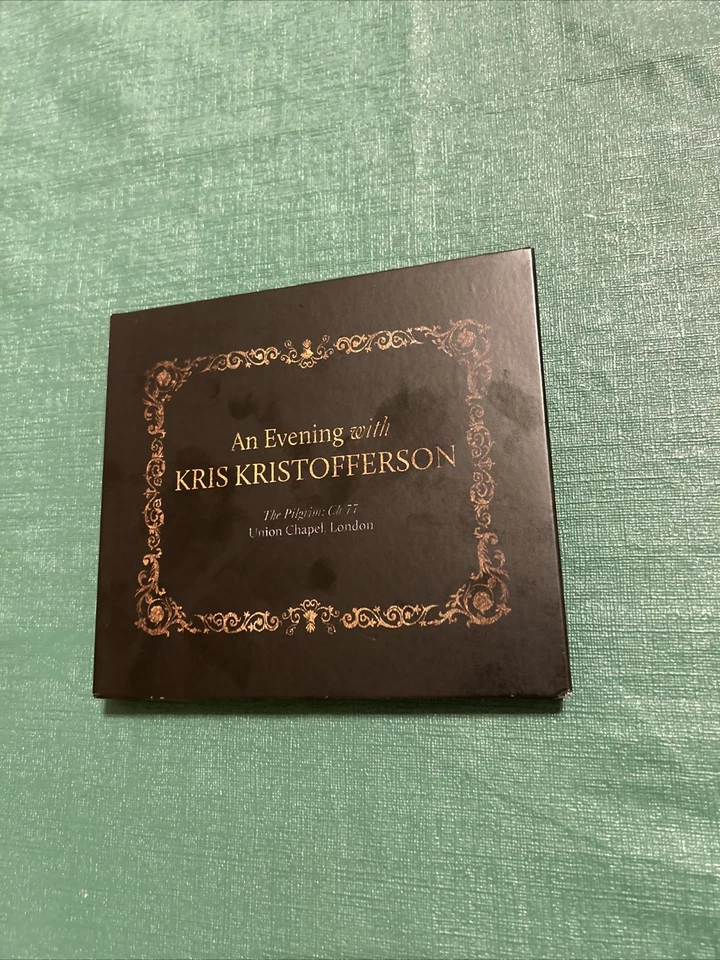 An Evening with
KRIS KRISTOFFERSON
The Pilgrim: Ch 77
Union Chapel, London